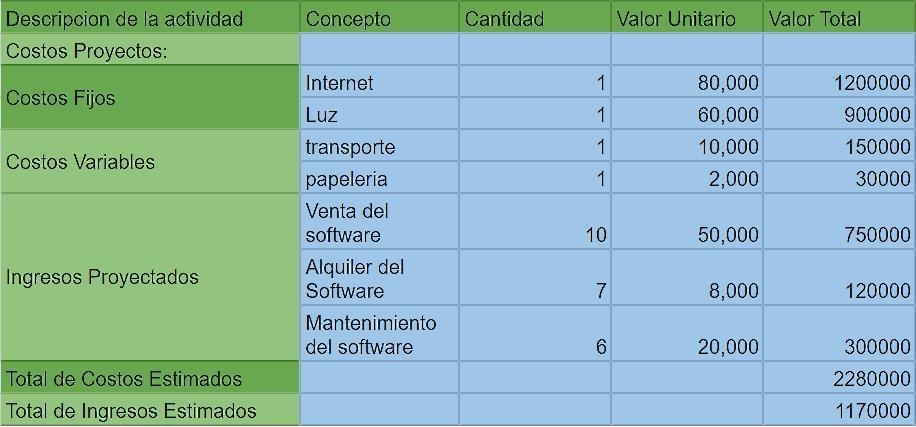 Descripcion de la actividad Concepto Cantidad Valor Unitario Valor Total
Costos Proyectos:
Costos Fijos
Internet 1 80,000 1200000
Luz 1 60,000 900000
Costos Variables
transporte 1 10,000 150000
papeleria 1 2,000 30000
Ingresos Proyectados
Venta del
software 10 50,000 750000
Alquiler del
Software 7 8,000 120000
Mantenimiento
del software 6 20,000 300000
Total de Costos Estimados 2280000
Total de Ingresos Estimados 1170000